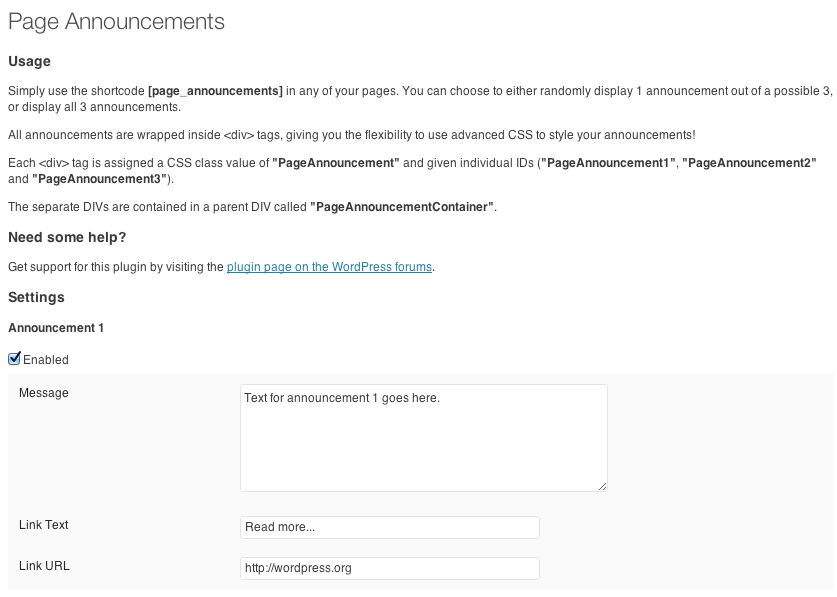 Page Announcements
Usage
Simply use the shortcode [page_announcements] in any of your pages. You can choose to either randomly display 1 announcement out of a possible 3,
or display all 3 announcements.
All announcements are wrapped inside <div> tags, giving you the flexibility to use advanced CSS to style your announcements!
Each <div> tag is assigned a CSS class value of "PageAnnouncement" and given individual IDs ("PageAnnouncement1", "PageAnnouncement2"
and "PageAnnouncement3").
The separate DIVs are contained in a parent DIV called "PageAnnouncementContainer".
Need some help?
Get support for this plugin by visiting the plugin page on the WordPress forums.
Settings
Announcement 1
Enabled
Message
Text for announcement 1 goes here.
Link Text
Read more...
Link URL
http://wordpress.org